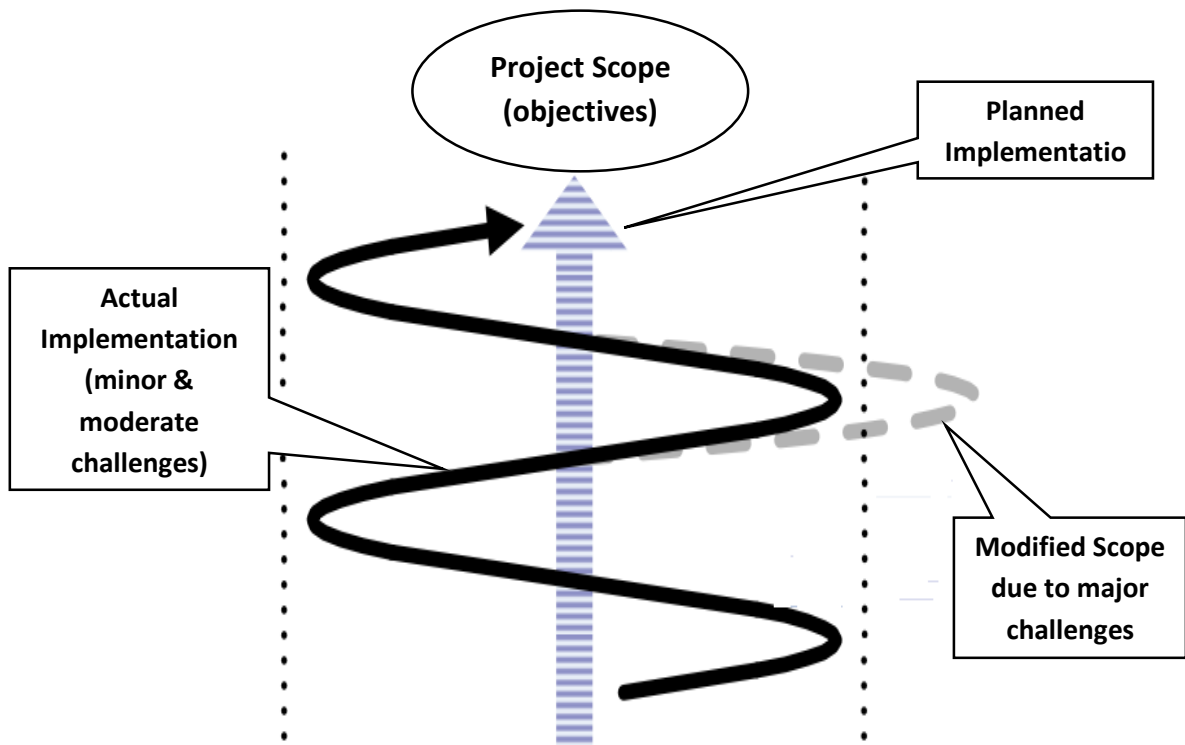 Project Scope
(objectives)
Planned
Implementatio
Actual
Implementation
(minor &
moderate
challenges)
Modified Scope
due to major
challenges